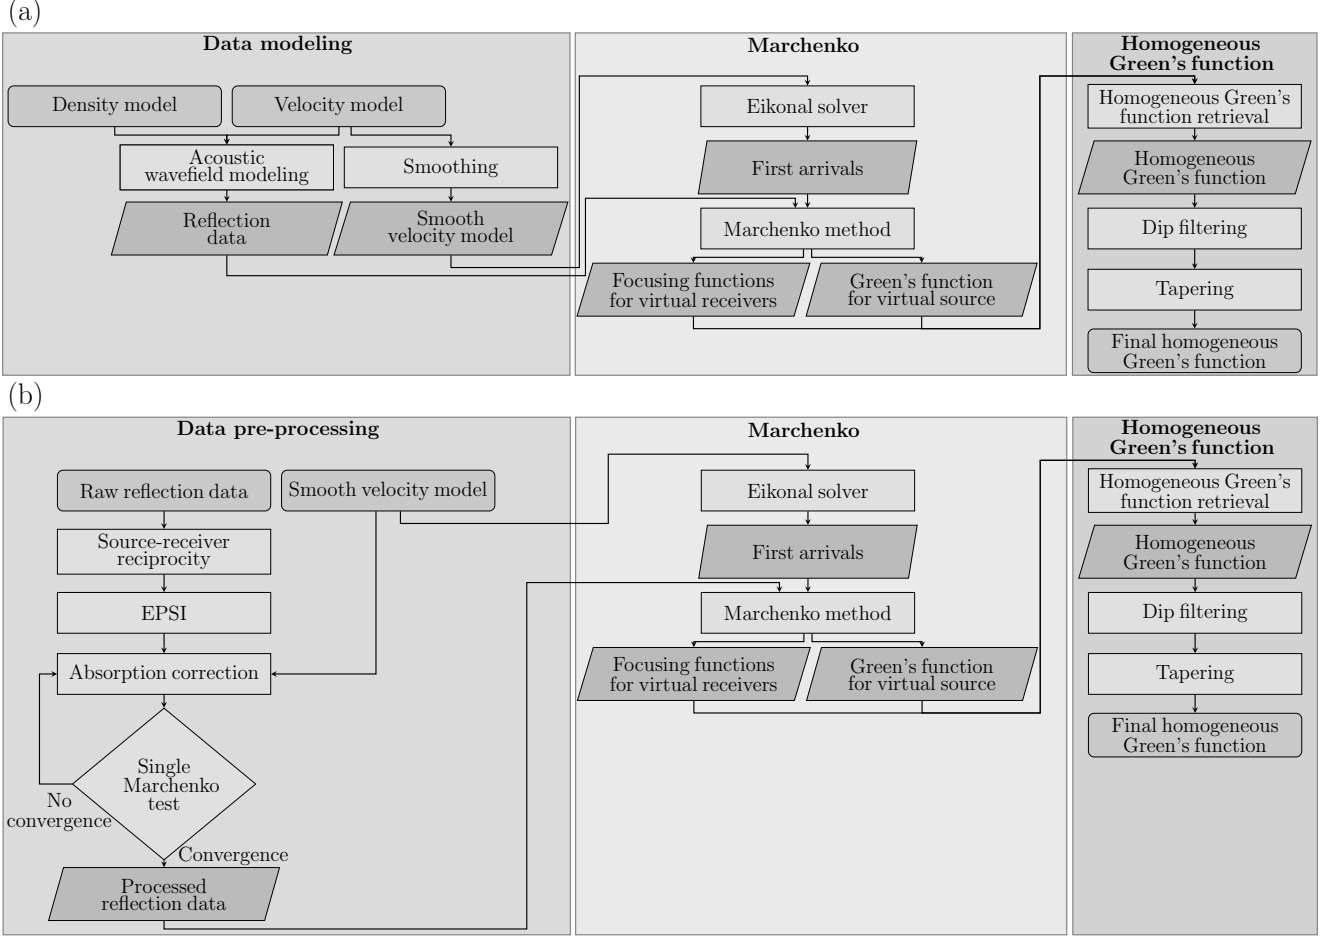 (a)
Data modeling
Density model
Velocity model
Acoustic
wavefield modeling
Smoothing
Reflection
data
Smooth
velocity model
Marchenko
Eikonal solver
First arrivals
Marchenko method
Focusing functions
for virtual receivers
Green's function
for virtual source
Homogeneous
Green's function
Homogeneous Green's
function retrieval
Homogeneous
Green's function
Dip filtering
Tapering
Final homogeneous
Green's function
(b)
Data pre-processing
Raw reflection data
Smooth velocity model
Source-receiver
reciprocity
EPSI
Absorption correction
Single
Marchenko
test
No
convergence
Convergence
Processed
reflection data
Marchenko
Eikonal solver
First arrivals
Marchenko method
Focusing functions
for virtual receivers
Green's function
for virtual source
Homogeneous
Green's function
Homogeneous Green's
function retrieval
Homogeneous
Green's function
Dip filtering
Tapering
Final homogeneous
Green's function